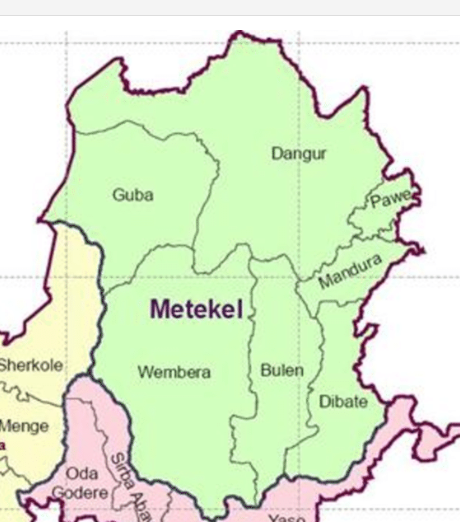 Dangur
Guba
Pawe
Mandura
Metekel
Sherkole
Wembera
Bulen
Dibate
Menge
a
Oda
Godere
Sirba Abay
Yaso